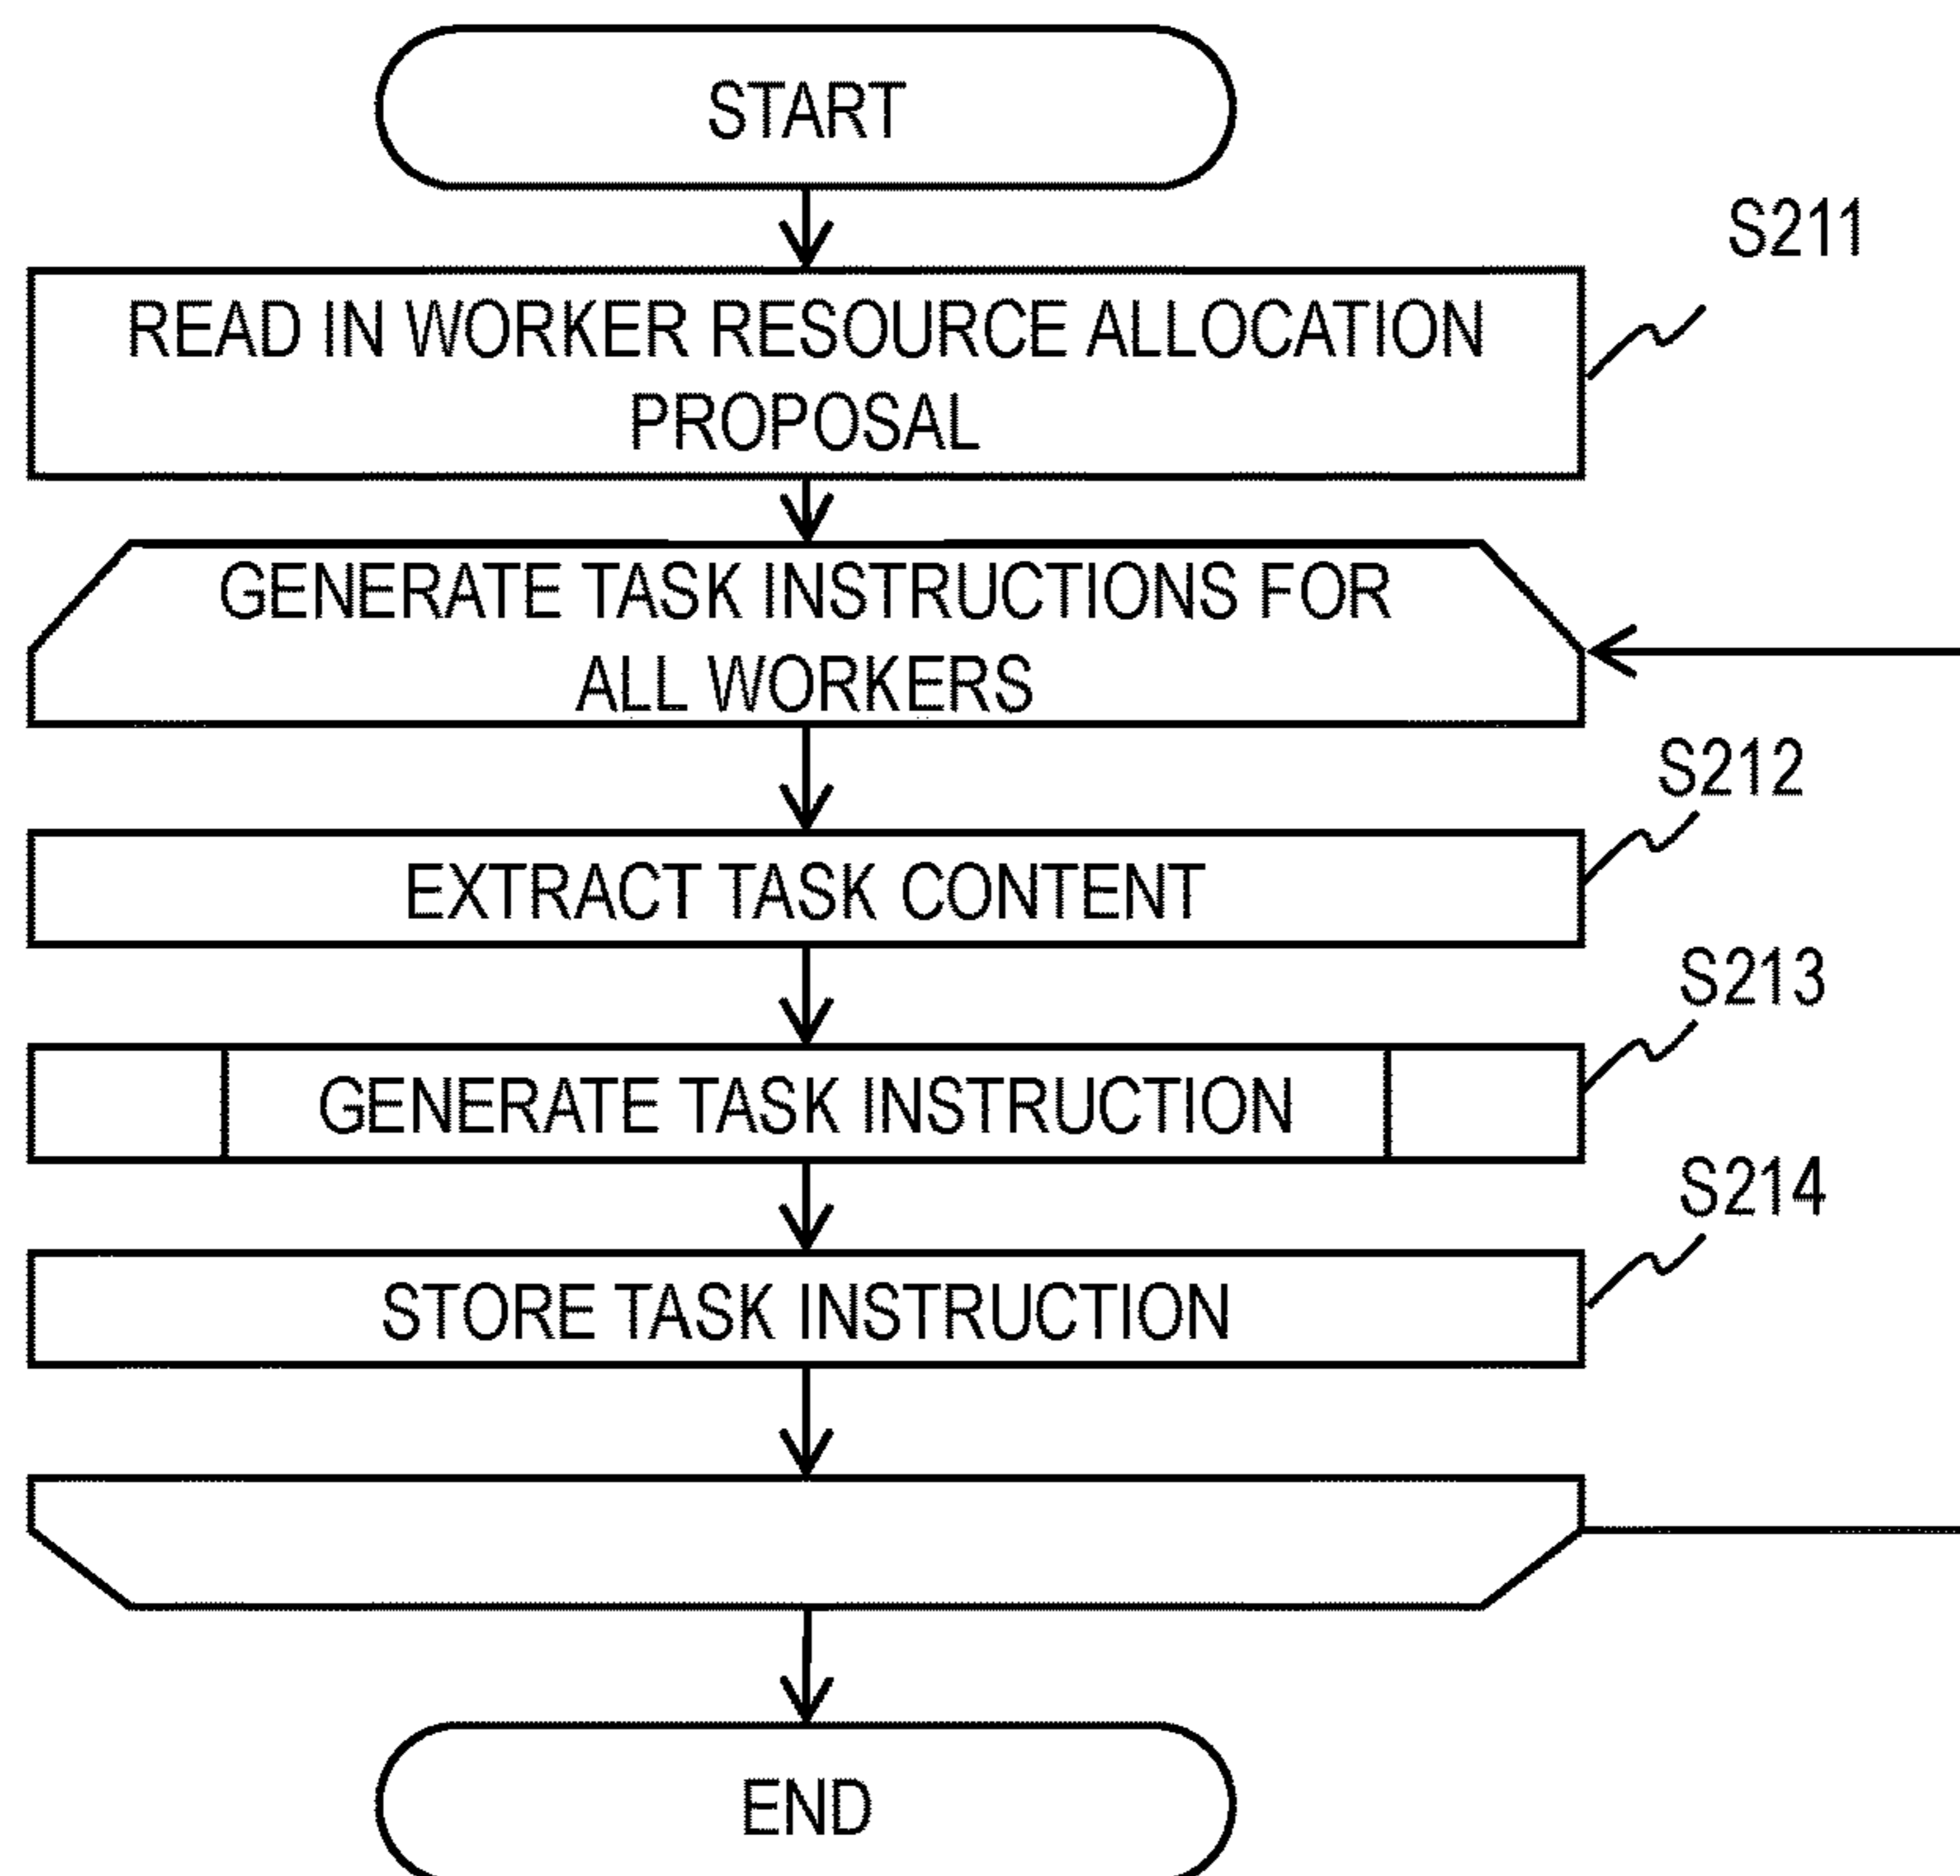 START
S211
READ IN WORKER RESOURCE ALLOCATION
PROPOSAL
GENERATE TASK INSTRUCTIONS FOR
ALL WORKERS
S212
EXTRACT TASK CONTENT
S213
GENERATE TASK INSTRUCTION
S214
STORE TASK INSTRUCTION
END